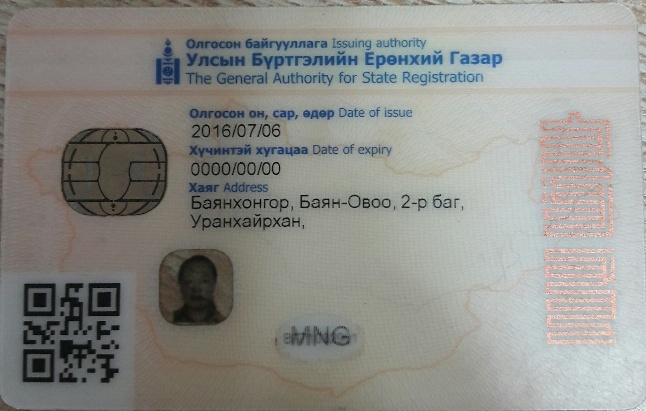 Олгосон байгууллага Issuing authority
Улсын Бүртгэлийн Ерөнхий Газар
The General Authority for State Registration
Олгосон он, сар, өдөр Date of issue
2016/07/06
Хүчинтэй хугацаа Date of expiry
0000/00/00
Хаяг Address
Баянхонгор, Баян-Овоо, 2-р баг,
Уранхайрхан,
MNG